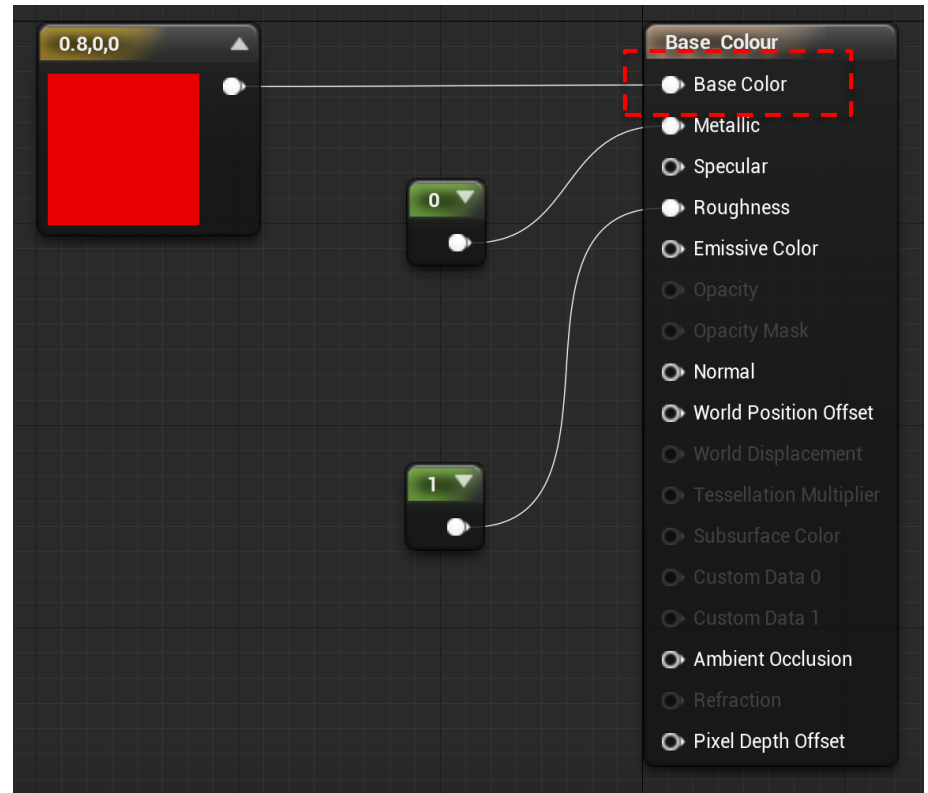 0.8,0,0
0
1
Base Colour
Base Color
Metallic
Specular
Roughness
Emissive Color
Opacity
Opacity Mask
Normal
World Position Offset
World Displacement
Tessellation Multiplier
Subsurface Color
Custom Data 0
Custom Data 1
Ambient Occlusion
Refraction
Pixel Depth Offset